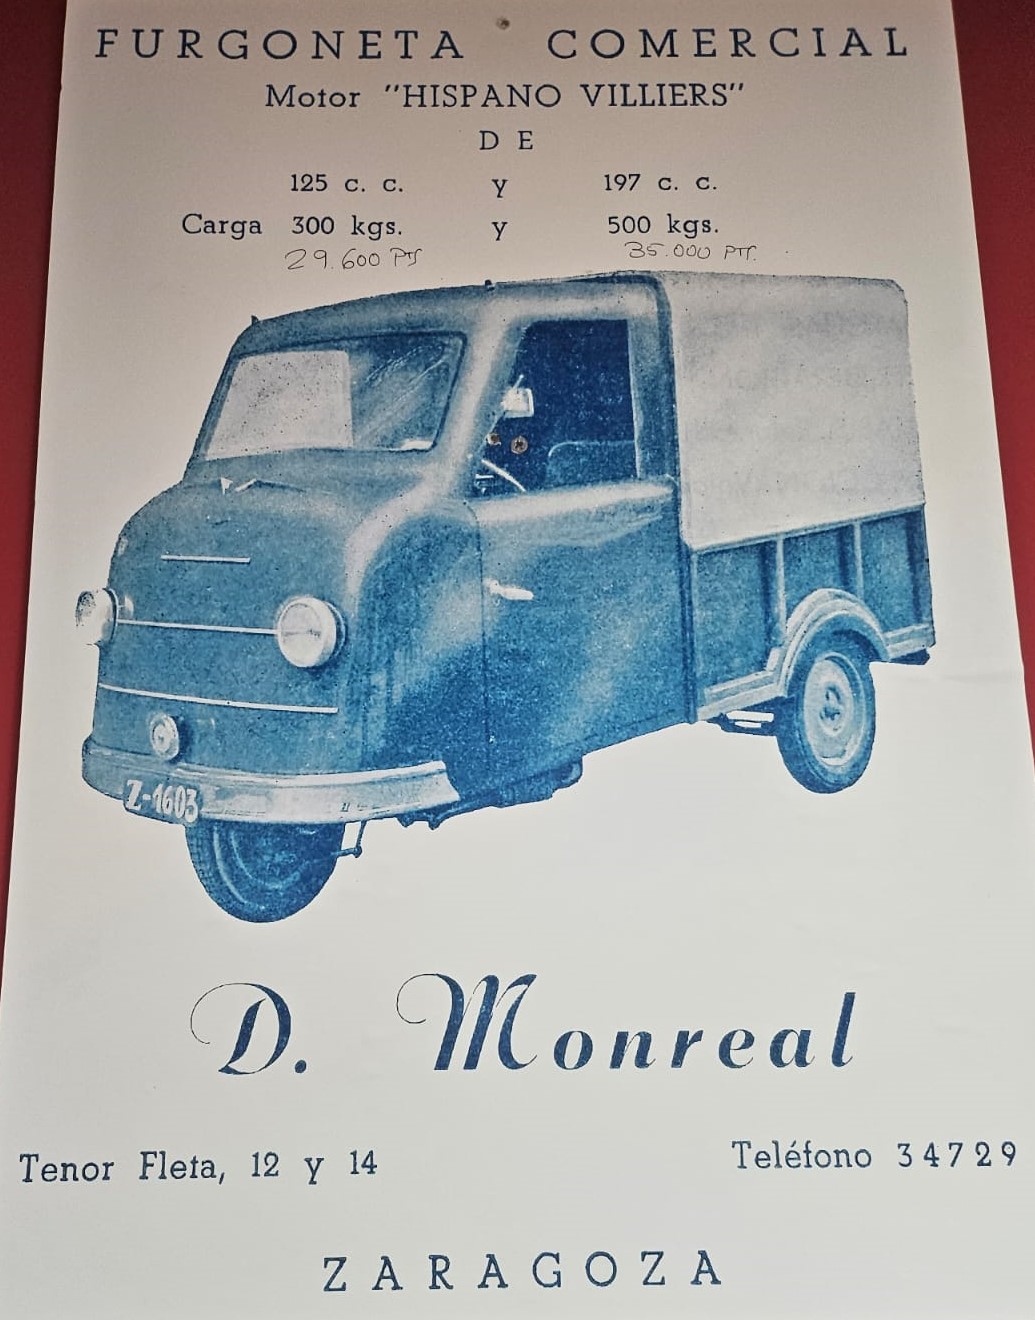 FURGONETA COMERCIAL
Motor "HISPANO VILLIERS"
DE
125 c. c. y 197 c. c.
Carga 300 kgs. y 500 kgs.
29.600 PTS 35.000 PTS.
Z-1603
D. Monreal
Tenor Fleta, 12 y 14 Teléfono 34729
ZARAGOZA